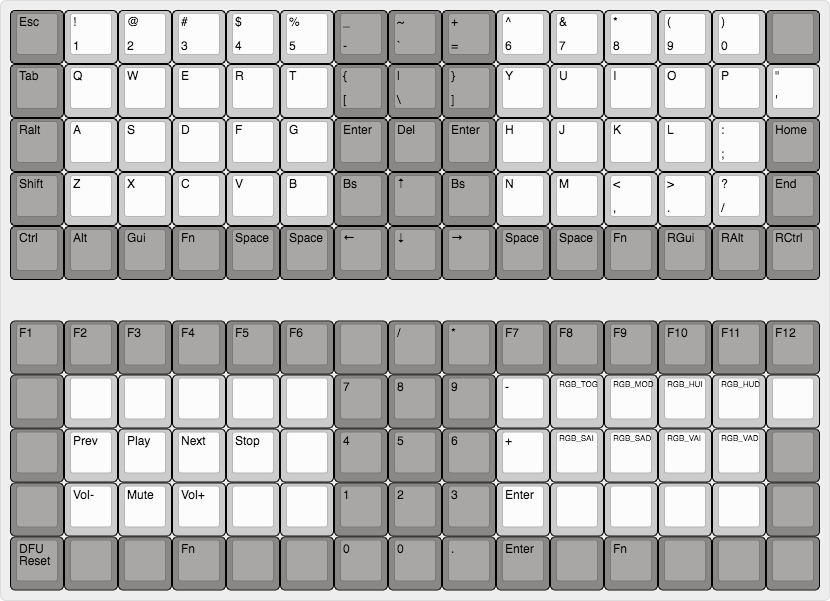 Esc ! @ # $ % _ ~ + ^ & * ( )
1 2 3 4 5 - ` = 6 7 8 9 0
Tab Q W E R T { | } Y U I O P "
[ \ ] '
Ralt A S D F G Enter Del Enter H J K L : Home
;
Shift Z X C V B Bs ↑ Bs N M < > ? End
, . /
Ctrl Alt Gui Fn Space Space ← ↓ → Space Space Fn RGui RAlt RCtrl
F1 F2 F3 F4 F5 F6 / * F7 F8 F9 F10 F11 F12
7 8 9 - RGB_TOG RGB_MOD RGB_HUI RGB_HUD
Prev Play Next Stop 4 5 6 + RGB_SAI RGB_SAD RGB_VAI RGB_VAD
Vol- Mute Vol+ 1 2 3 Enter
DFU Fn 0 0 . Enter Fn
Reset